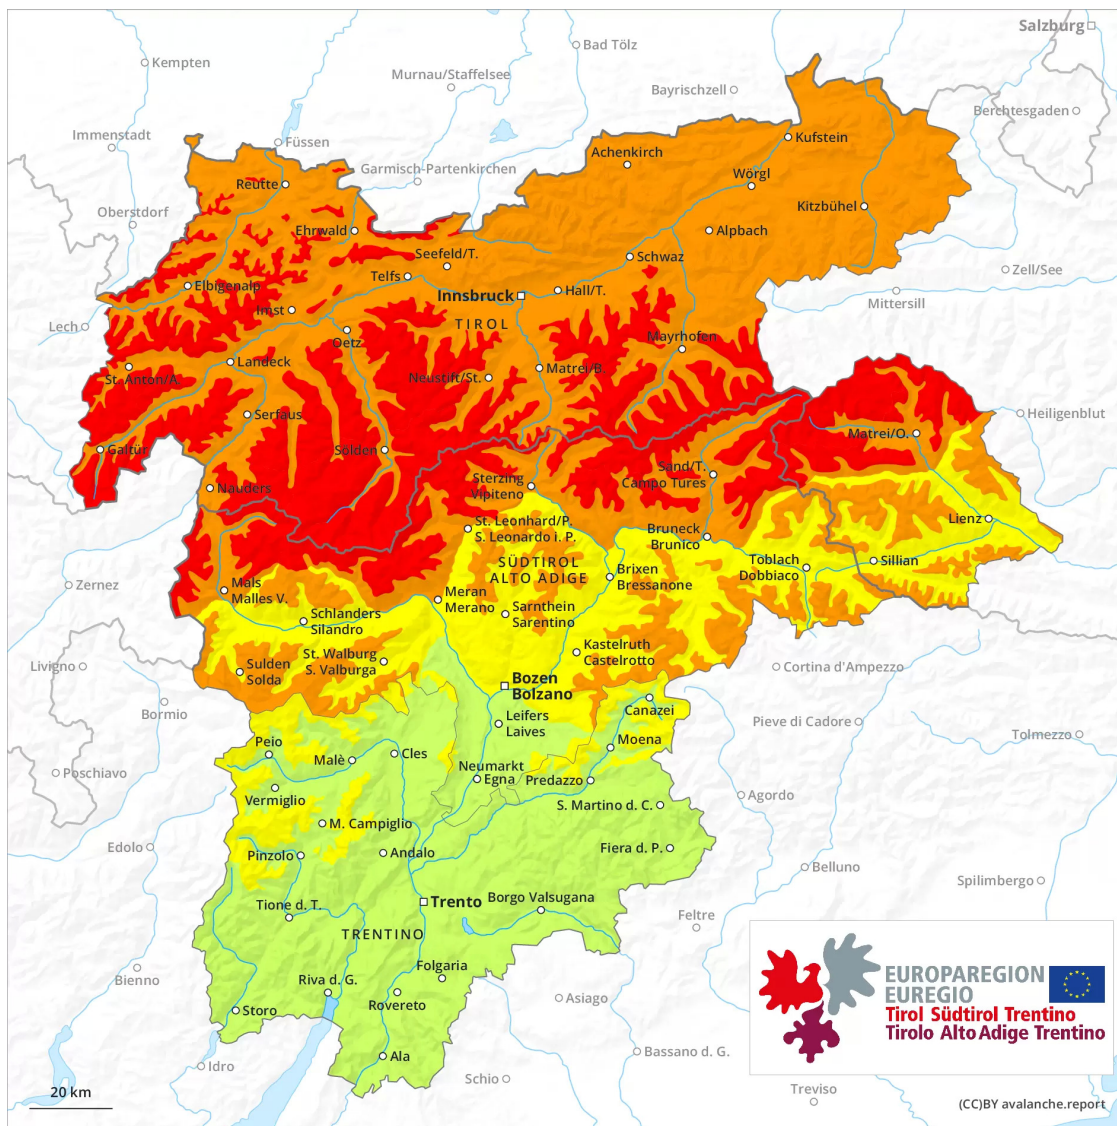 Salzburg
Bad Tölz
Kempten
Murnau/Staffelsee
Bayrischzell
Berchtesgaden
Immenstadt
Füssen
Kufstein
Achenkirch
Garmisch-Partenkirchen
Wörgl
Reutte
Oberstdorf
Kitzbühel
Ehrwald
Alpbach
Seefeld/T.
Schwaz
Zell/See
Telfs
Elbigenalp
Hall/T.
Innsbruck
Mittersill
Imst
TIROL
Lech
Oetz
Mayrhofen
Landeck
St. Anton/A.
Matrei/B.
Neustift/St.
Serfaus
Heiligenblut
Matrei/O.
Galtür
Sölden
Sand/T.
Campo Tures
Sterzing
Vipiteno
Nauders
Lienz
St. Leonhard/P.
S. Leonardo i. P.
Bruneck
Brunico
Toblach
Dobbiaco
Sillian
SÜDTIROL
ALTO ADIGE
Brixen
Bressanone
Zernez
Mals
Malles V.
Meran
Merano
Schlanders
Silandro
Sarnthein
Sarentino
Kastelruth
Castelrotto
St. Walburg
S. Valburga
Livigno
Sulden
Solda
Cortina d'Ampezzo
Bozen
Bolzano
Bormio
Canazei
Leifers
Laives
Pieve di Cadore
Tolmezzo
Peio
Moena
Cles
Malè
Poschiavo
Neumarkt
Egna
Predazzo
Vermiglio
Agordo
S. Martino d. C.
M. Campiglio
Edolo
Pinzolo
Andalo
Fiera d. P.
Belluno
Spilimbergo
Trento
Borgo Valsugana
Tione d. T.
Feltre
TRENTINO
Folgaria
Bienno
Riva d. G.
Rovereto
Asiago
Storo
EUROPAREGION
EUREGIO
Tirol Südtirol Trentino
Tirolo Alto Adige Trentino
Ala
Bassano d. G.
Idro
Schio
Treviso
20 km
(CC)BY avalanche.report